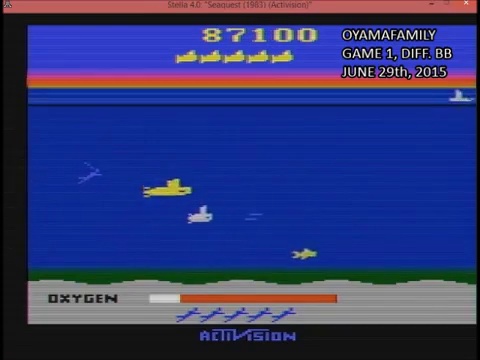 Stella 4.0: "Seaquest (1983) (Activision)"
87100
OYAMAFAMILY
GAME 1, DIFF. BB
JUNE 29th, 2015
OXYGEN
ACTIVISION